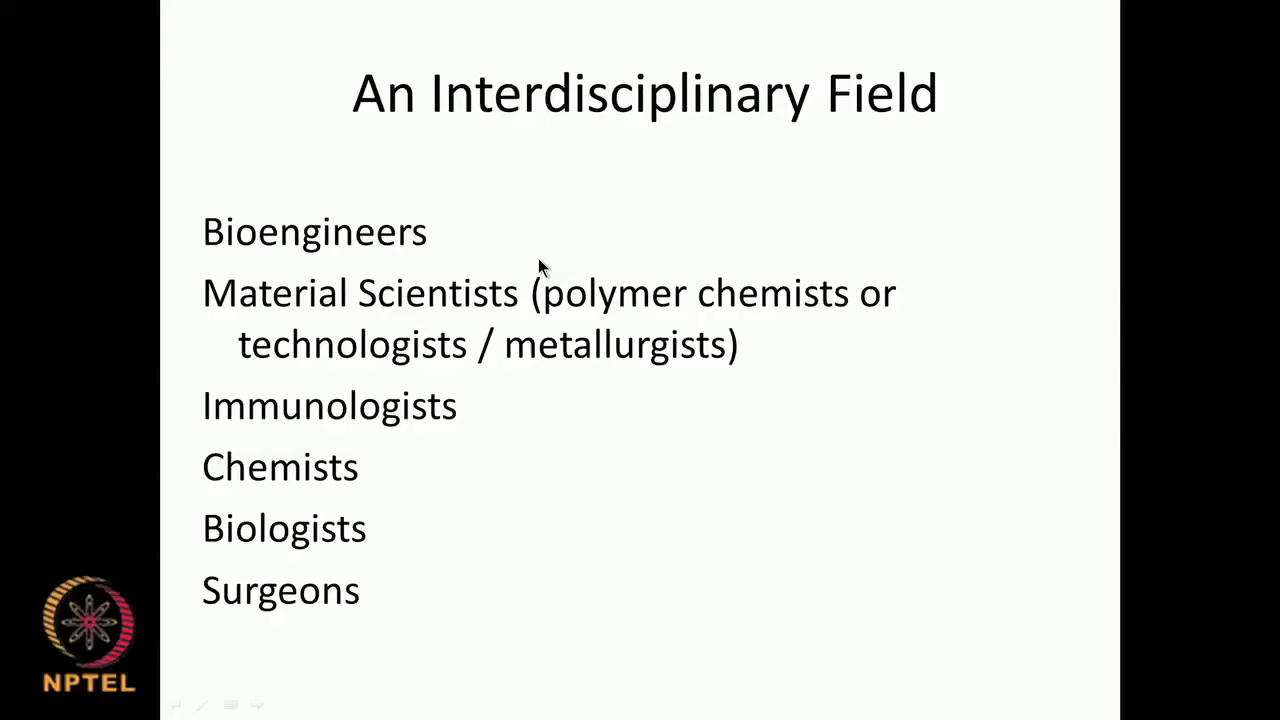 An Interdisciplinary Field
Bioengineers
Material Scientists (polymer chemists or
technologists / metallurgists)
Immunologists
Chemists
Biologists
Surgeons
NPTEL